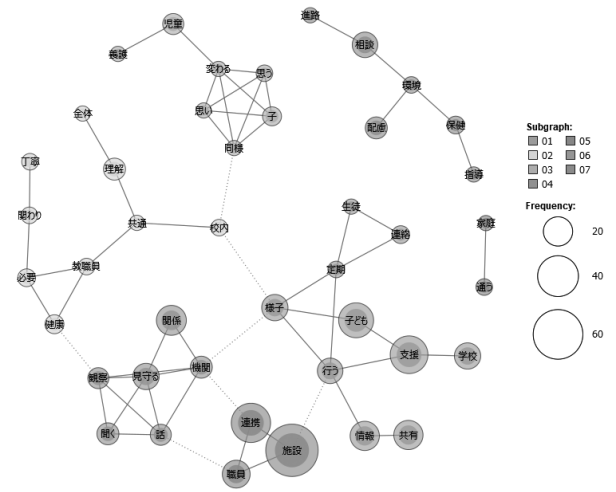 進路
児童
相談
養護
変わる
思う
環境
思い
子
全体
配慮
保健
同様
丁寧
理解
指導
生徒
関わり
共通
校内
連絡
家庭
教職員
定期
必要
通う
様子
健康
関係
子ども
支援
学校
機関
観察
見守る
行う
連携
聞く
話
情報
共有
施設
職員
Subgraph:
01 05
02 06
03 07
04
Frequency:
20
40
60